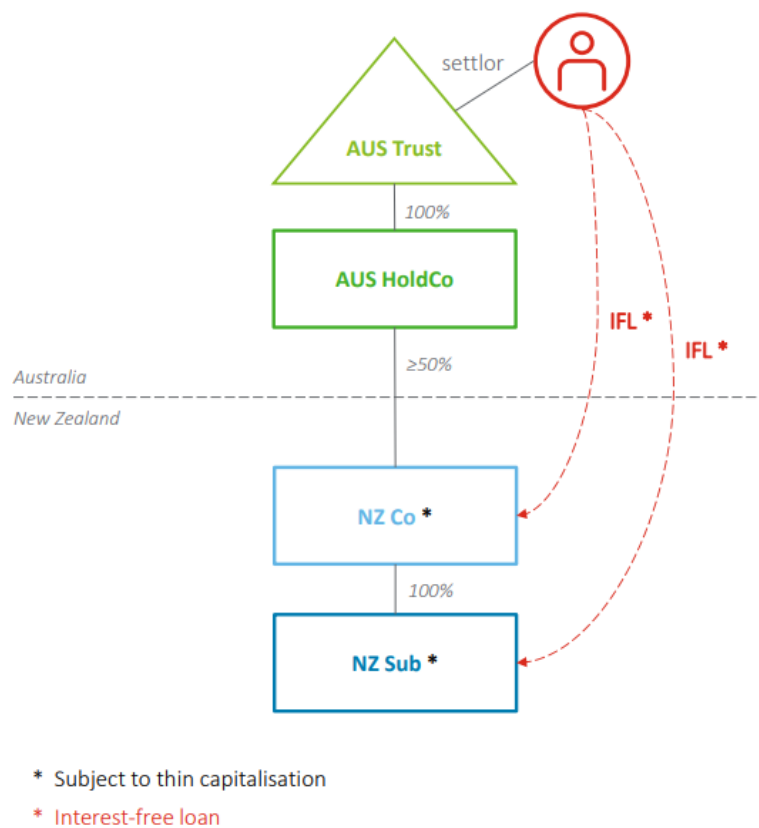 settlor
AUS Trust
100%
AUS HoldCo
IFL *
IFL *
≥50%
Australia
New Zealand
NZ Co *
100%
NZ Sub *
* Subject to thin capitalisation
* Interest-free loan